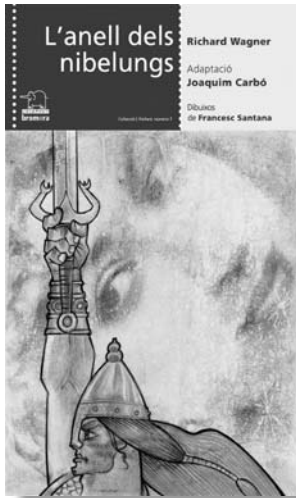 L'anell dels
nibelungs
Richard Wagner
Adaptació
Joaquim Carbó
Dibuixos
de Francesc Santana
bromera